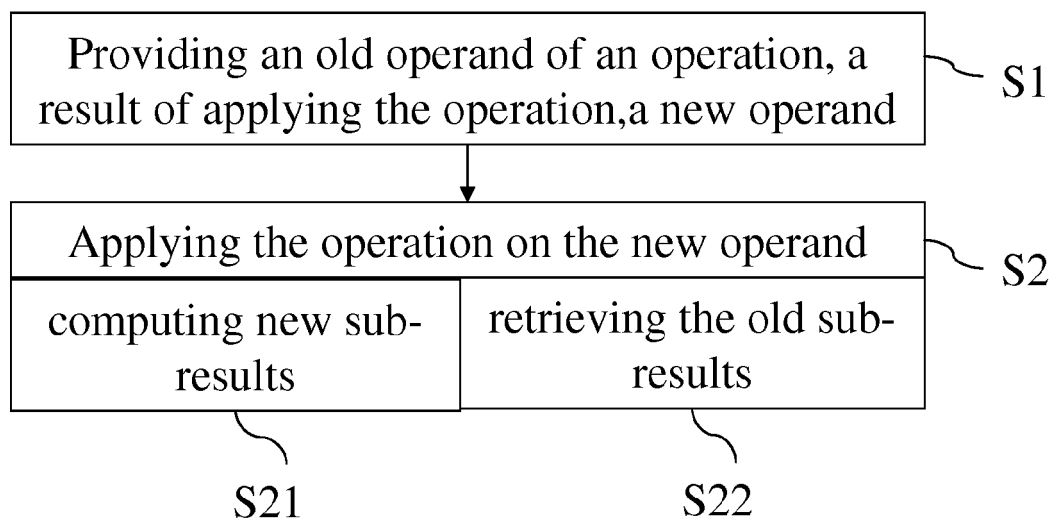 Providing an old operand of an operation, a
result of applying the operation,a new operand
S1
Applying the operation on the new operand
S2
computing new sub-
results
retrieving the old sub-
results
S21
S22